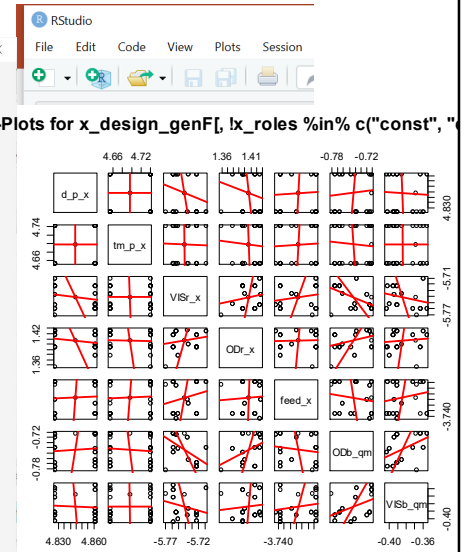 RStudio
File Edit Code View Plots Session
-Plots for x_design_genF[, !x_roles %in% c("const", "
4.66 4.72 1.36 1.41 -0.78 -0.72
d_p_x
4.830
4.66 4.74
tm_p_x
VISr_x
-5.77 -5.71
1.36 1.42
ODr_x
feed_x
-3.740
-0.78 -0.72
ODb_qm
VISb_qm
-0.40
4.830 4.860 -5.77 -5.72 -3.740 -0.40 -0.36